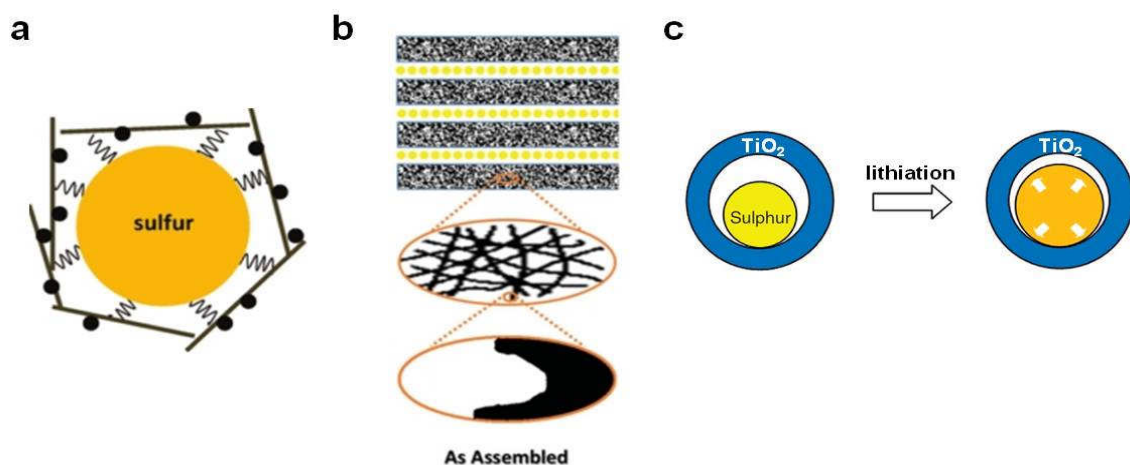 a
sulfur
b
As Assembled
c
TiO2
Sulphur
lithiation
TiO2